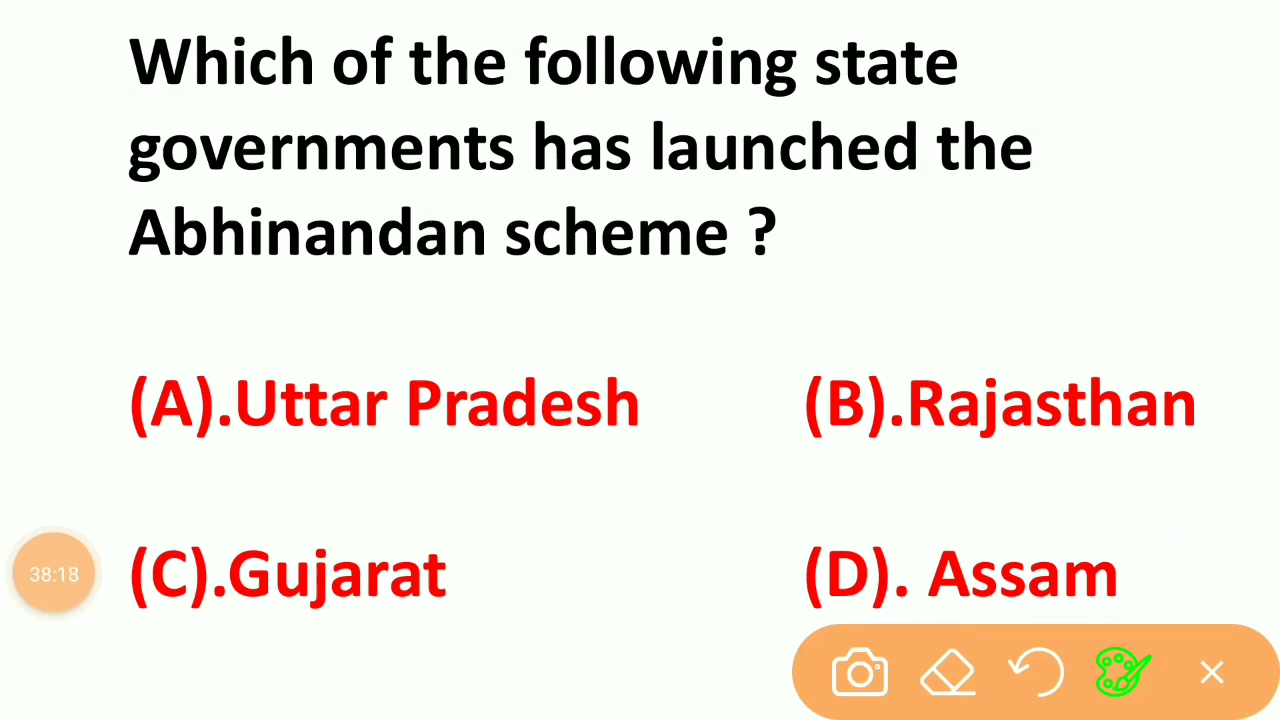 Which of the following state
governments has launched the
Abhinandan scheme ?
(A).Uttar Pradesh (B).Rajasthan
(C).Gujarat (D). Assam
38:18